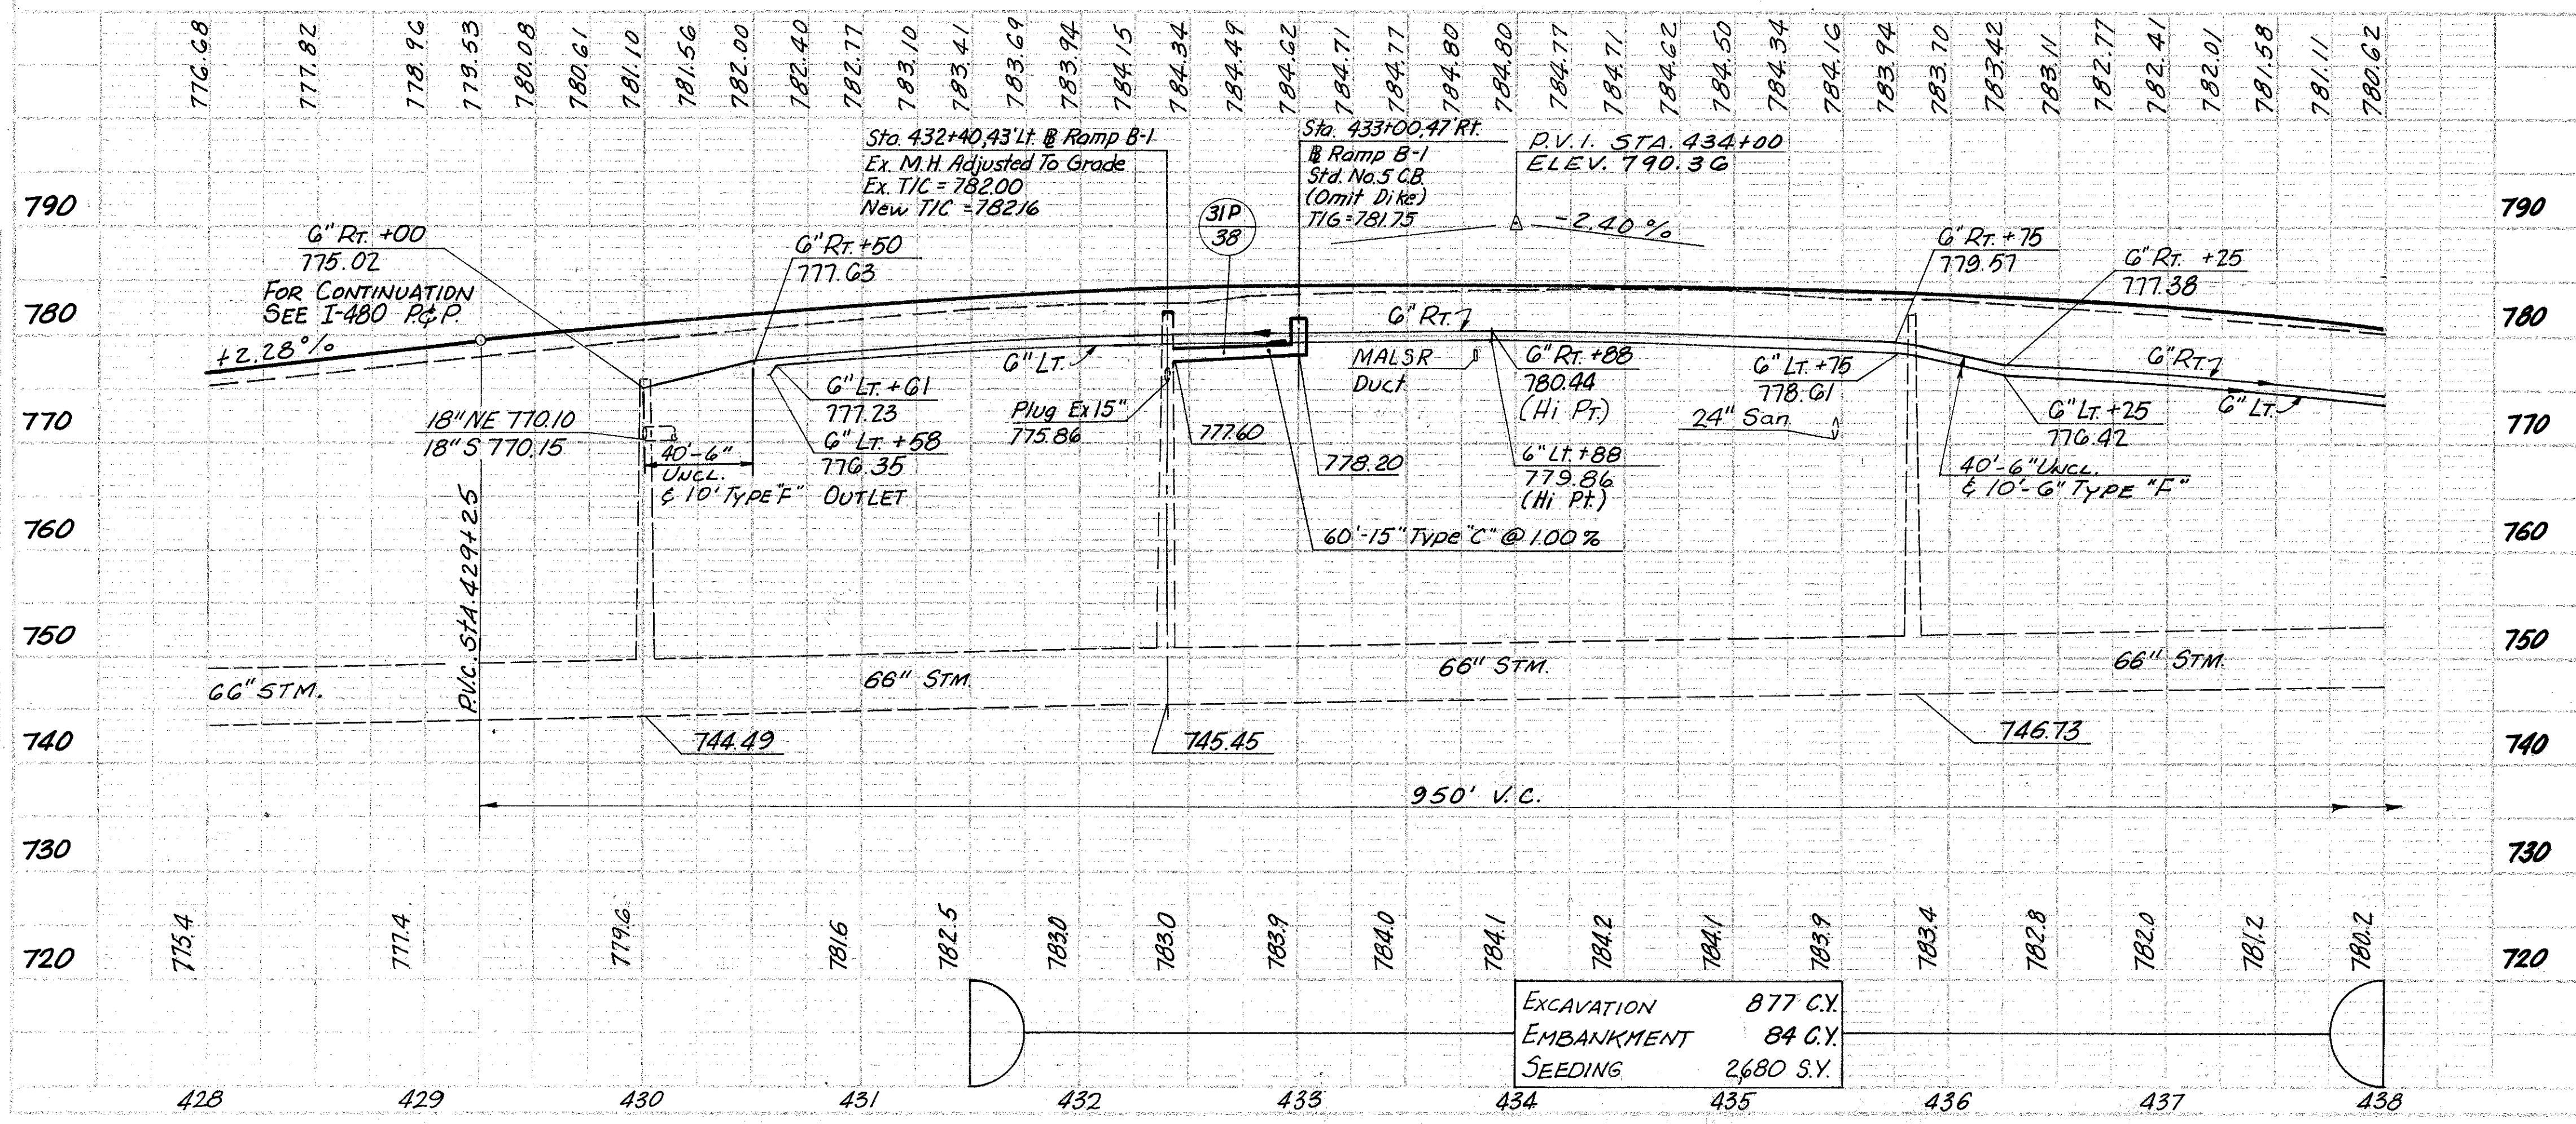 776.68 777.82 778.96 779.53 780.08 780.61 781.10 781.56 782.00 782.40 782.77 783.10 783.41 783.69 783.94 784.15 784.34 784.49 784.62 784.71 784.77 784.80 784.80 784.77 784.71 784.62 784.50 784.34 784.16 783.94 783.70 783.42 783.11 782.77 782.41 782.01 781.58 781.11 780.62
Sta. 432+40, 43' Lt. ℄ Ramp B-1
Ex. M.H. Adjusted To Grade
Ex. T/C = 782.00
New T/C = 782.16
Sta. 433+00, 47' Rt.
℄ Ramp B-1
Std. No. 5 C.B.
(Omit Dike)
T/G = 781.75
P.V.I. STA. 434+00
ELEV. 790.36
-2.40 %
31P
38
790 790
6" RT. +00
775.02
FOR CONTINUATION
SEE I-480 P.&P.
+2.28%
6" RT. +50
777.63
6" RT. +75
779.57
6" RT. +25
777.38
780 780
6" RT.
6" LT.
MALSR
Duct
6" RT. +88
780.44
(Hi PT.)
6" LT. +75
778.61
24" San.
6" RT.
6" LT.
6" LT. +25
776.42
6" LT. +61
777.23
6" LT. +58
776.35
Plug Ex 15"
775.86
777.60
778.20
6" Lt. +88
779.86
(Hi Pt.)
770 770
18" NE 770.10
18" S 770.15
40'-6"
UNCL.
& 10' TYPE "F" OUTLET
40'-6" UNCL.
& 10'-6" TYPE "F"
60'-15" Type "C" @ 1.00 %
760 760
P.V.C. STA. 429+25
750 750
66" STM.
66" STM.
66" STM.
66" STM.
740 740
744.49
745.45
746.73
950' V.C.
730 730
775.4 777.4 779.6 781.6 782.5 783.0 783.0 783.9 784.0 784.1 784.2 784.1 783.9 783.4 782.8 782.0 781.2 780.2
720 720
EXCAVATION 877 C.Y.
EMBANKMENT 84 C.Y.
SEEDING 2,680 S.Y.
428 429 430 431 432 433 434 435 436 437 438